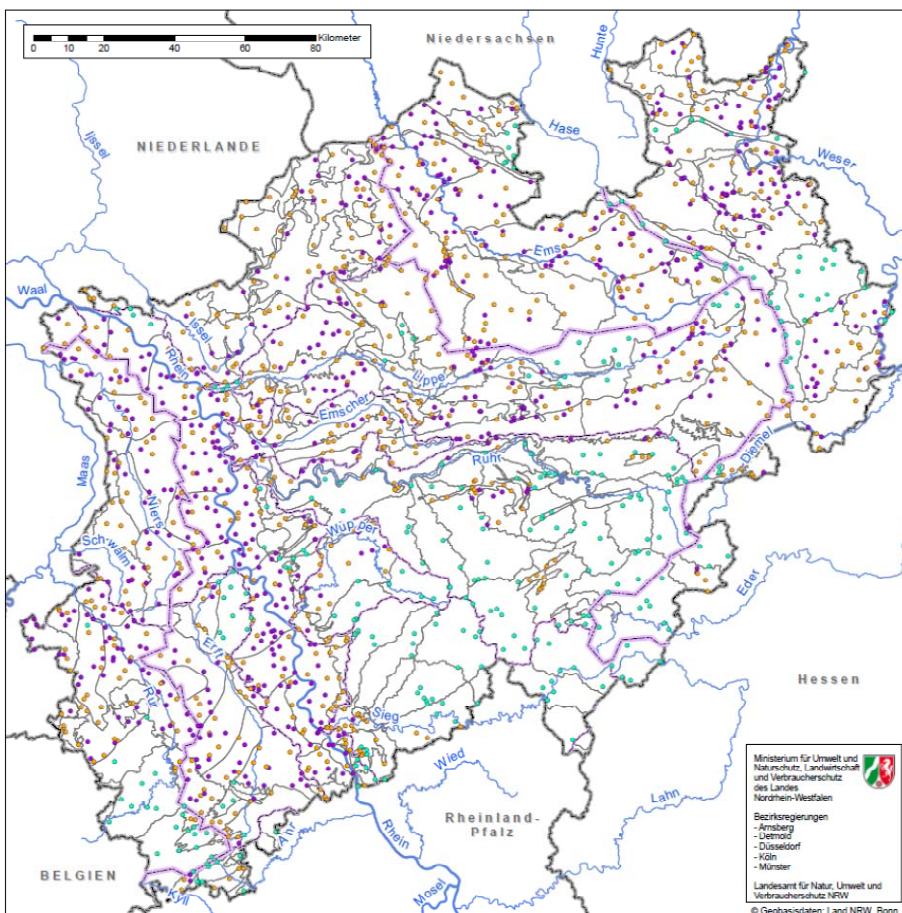 Kilometer
0 10 20 40 60 80
Niedersachsen
Hunte
Ijssel
Hase
NIEDERLANDE
Weser
Ems
Waal
Issel
Rhein
Lippe
Emscher
Diemel
Ruhr
Maas
Niers
Wupper
Schwalm
Eder
Erft
Hessen
Rur
Sieg
Wied
Lahn
Rheinland-
Pfalz
Ahr
Rhein
BELGIEN
Kyll
Mosel
Ministerium für Umwelt und
Naturschutz, Landwirtschaft
und Verbraucherschutz
des Landes
Nordrhein-Westfalen
Bezirksregierungen
- Arnsberg
- Detmold
- Düsseldorf
- Köln
- Münster
Landesamt für Natur, Umwelt und
Verbraucherschutz NRW
© Geobasisdaten: Land NRW, Bonn